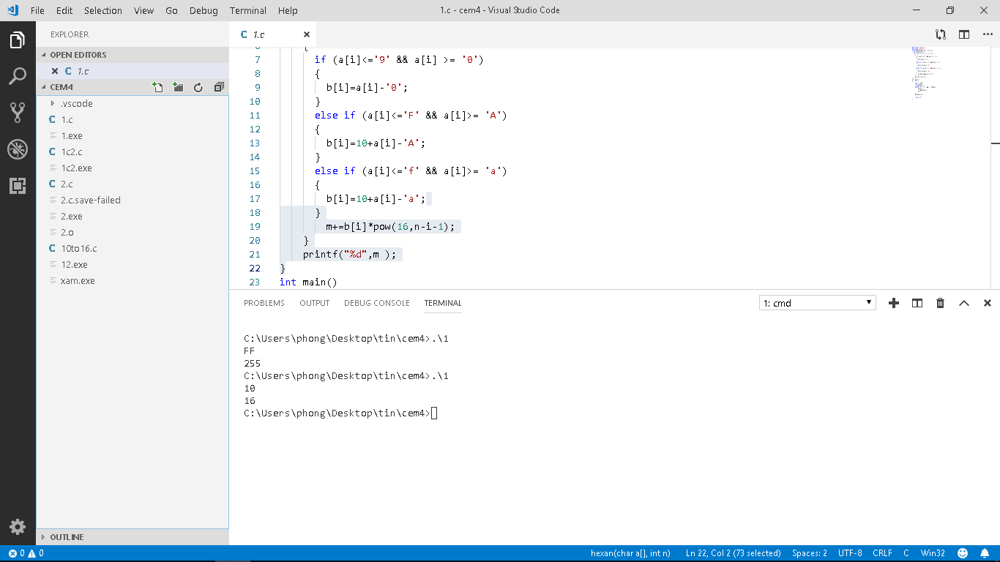 File Edit Selection View Go Debug Terminal Help 1.c - cem4 - Visual Studio Code
EXPLORER
OPEN EDITORS
C 1.c
CEM4
.vscode
C 1.c
1.exe
C 1c2.c
1c2.exe
C 2.c
2.c.save-failed
2.exe
2.o
C 10to16.c
12.exe
xam.exe
OUTLINE
C 1.c
7 if (a[i]<='9' && a[i] >= '0')
8 {
9 b[i]=a[i]-'0';
10 }
11 else if (a[i]<='F' && a[i]>= 'A')
12 {
13 b[i]=10+a[i]-'A';
14 }
15 else if (a[i]<='f' && a[i]>= 'a')
16 {
17 b[i]=10+a[i]-'a';
18 }
19 m+=b[i]*pow(16,n-i-1);
20 }
21 printf("%d",m );
22 }
23 int main()
PROBLEMS OUTPUT DEBUG CONSOLE TERMINAL 1: cmd
C:\Users\phong\Desktop\tin\cem4>.\1
FF
255
C:\Users\phong\Desktop\tin\cem4>.\1
10
16
C:\Users\phong\Desktop\tin\cem4>
0 0 hexan(char a[], int n) Ln 22, Col 2 (73 selected) Spaces: 2 UTF-8 CRLF C Win32